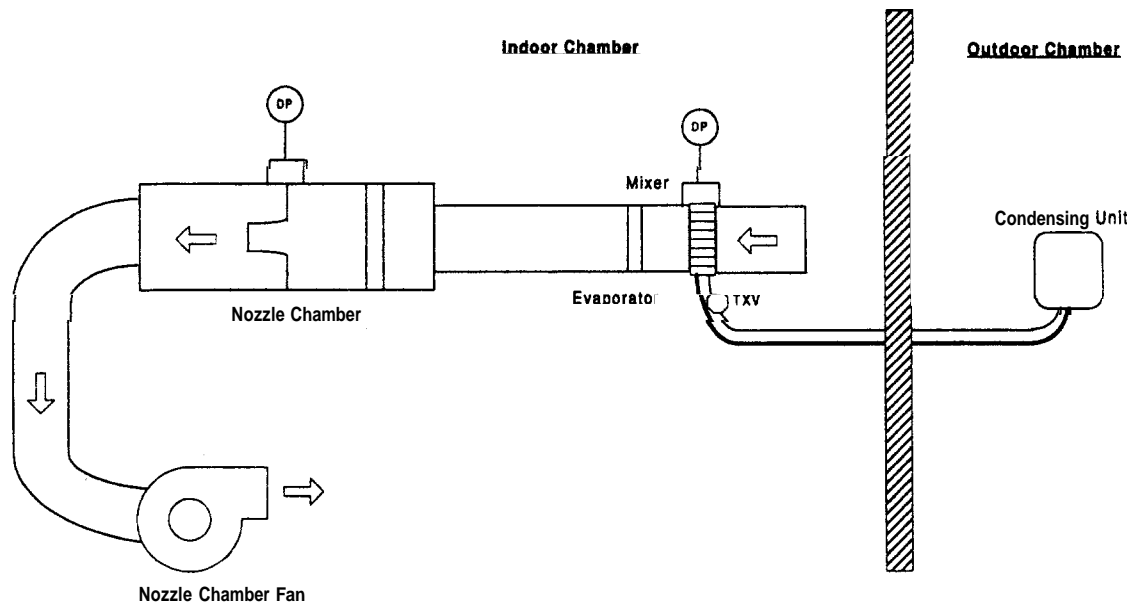 Indoor Chamber
Outdoor Chamber
DP
DP
Mixer
Condensing Unit
Evaporator
TXV
Nozzle Chamber
Nozzle Chamber Fan